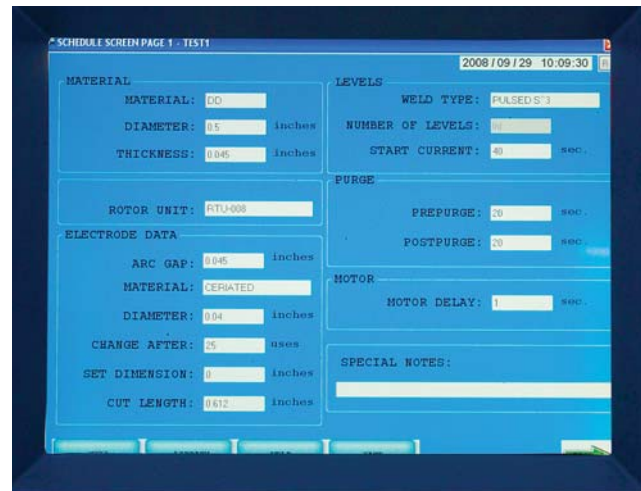 SCHEDULE SCREEN PAGE 1 - TEST1
2008 / 09 / 29 10:09:30
MATERIAL
MATERIAL: DD
DIAMETER: 0.5 inches
THICKNESS: 0.045 inches
ROTOR UNIT: RTU-008
ELECTRODE DATA
ARC GAP: 0.045 inches
MATERIAL: CERIATED
DIAMETER: 0.04 inches
CHANGE AFTER: 25 uses
SET DIMENSION: 0 inches
CUT LENGTH: 0.612 inches
LEVELS
WELD TYPE: PULSED S^3
NUMBER OF LEVELS:
START CURRENT: 40 sec.
PURGE
PREPURGE: 20 sec.
POSTPURGE: 20 sec.
MOTOR
MOTOR DELAY: 1 sec.
SPECIAL NOTES: